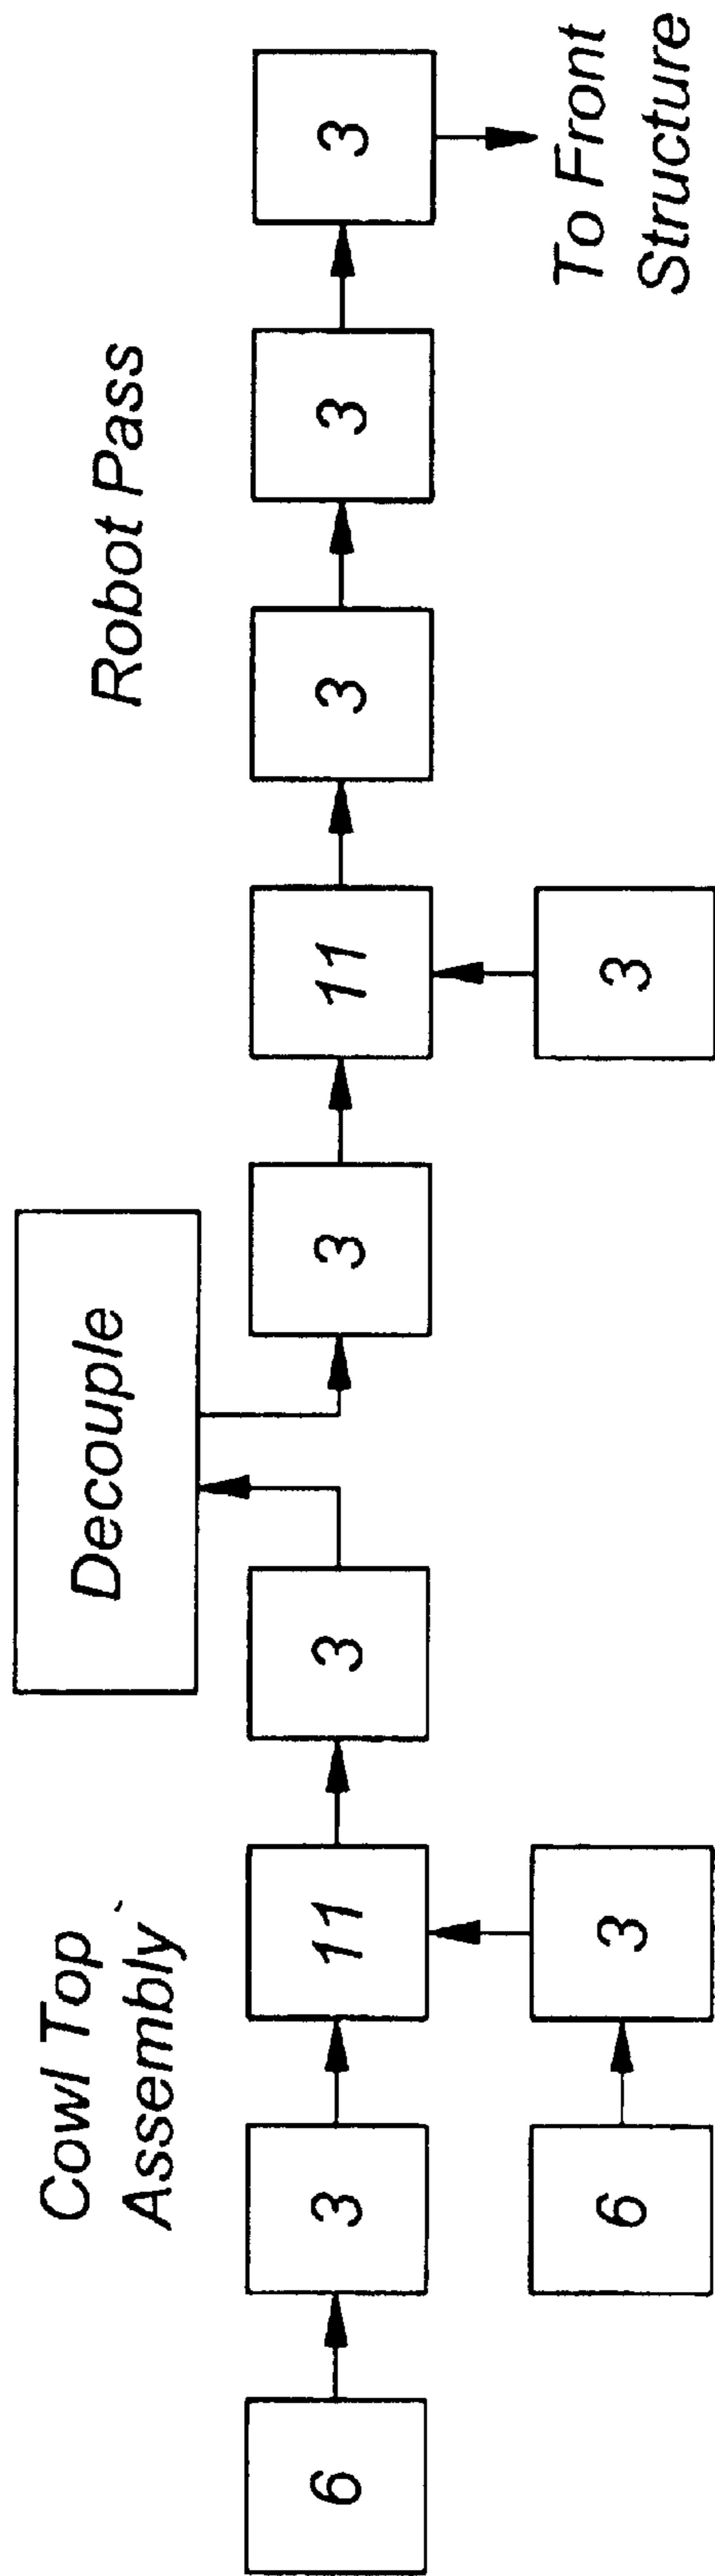 Decouple
Cowl Top
Assembly
Robot Pass
6
3
11
3
3
11
3
3
3
6
3
3
To Front
Structure